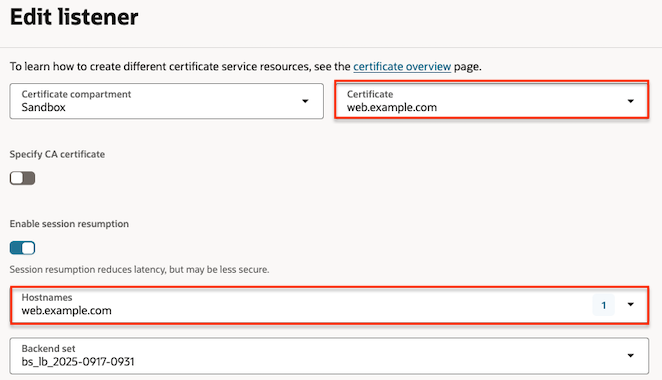 Edit listener
To learn how to create different certificate service resources, see the certificate overview page.
Certificate compartment
Sandbox
Certificate
web.example.com
Specify CA certificate
Enable session resumption
Session resumption reduces latency, but may be less secure.
Hostnames
web.example.com
1
Backend set
bs_lb_2025-0917-0931